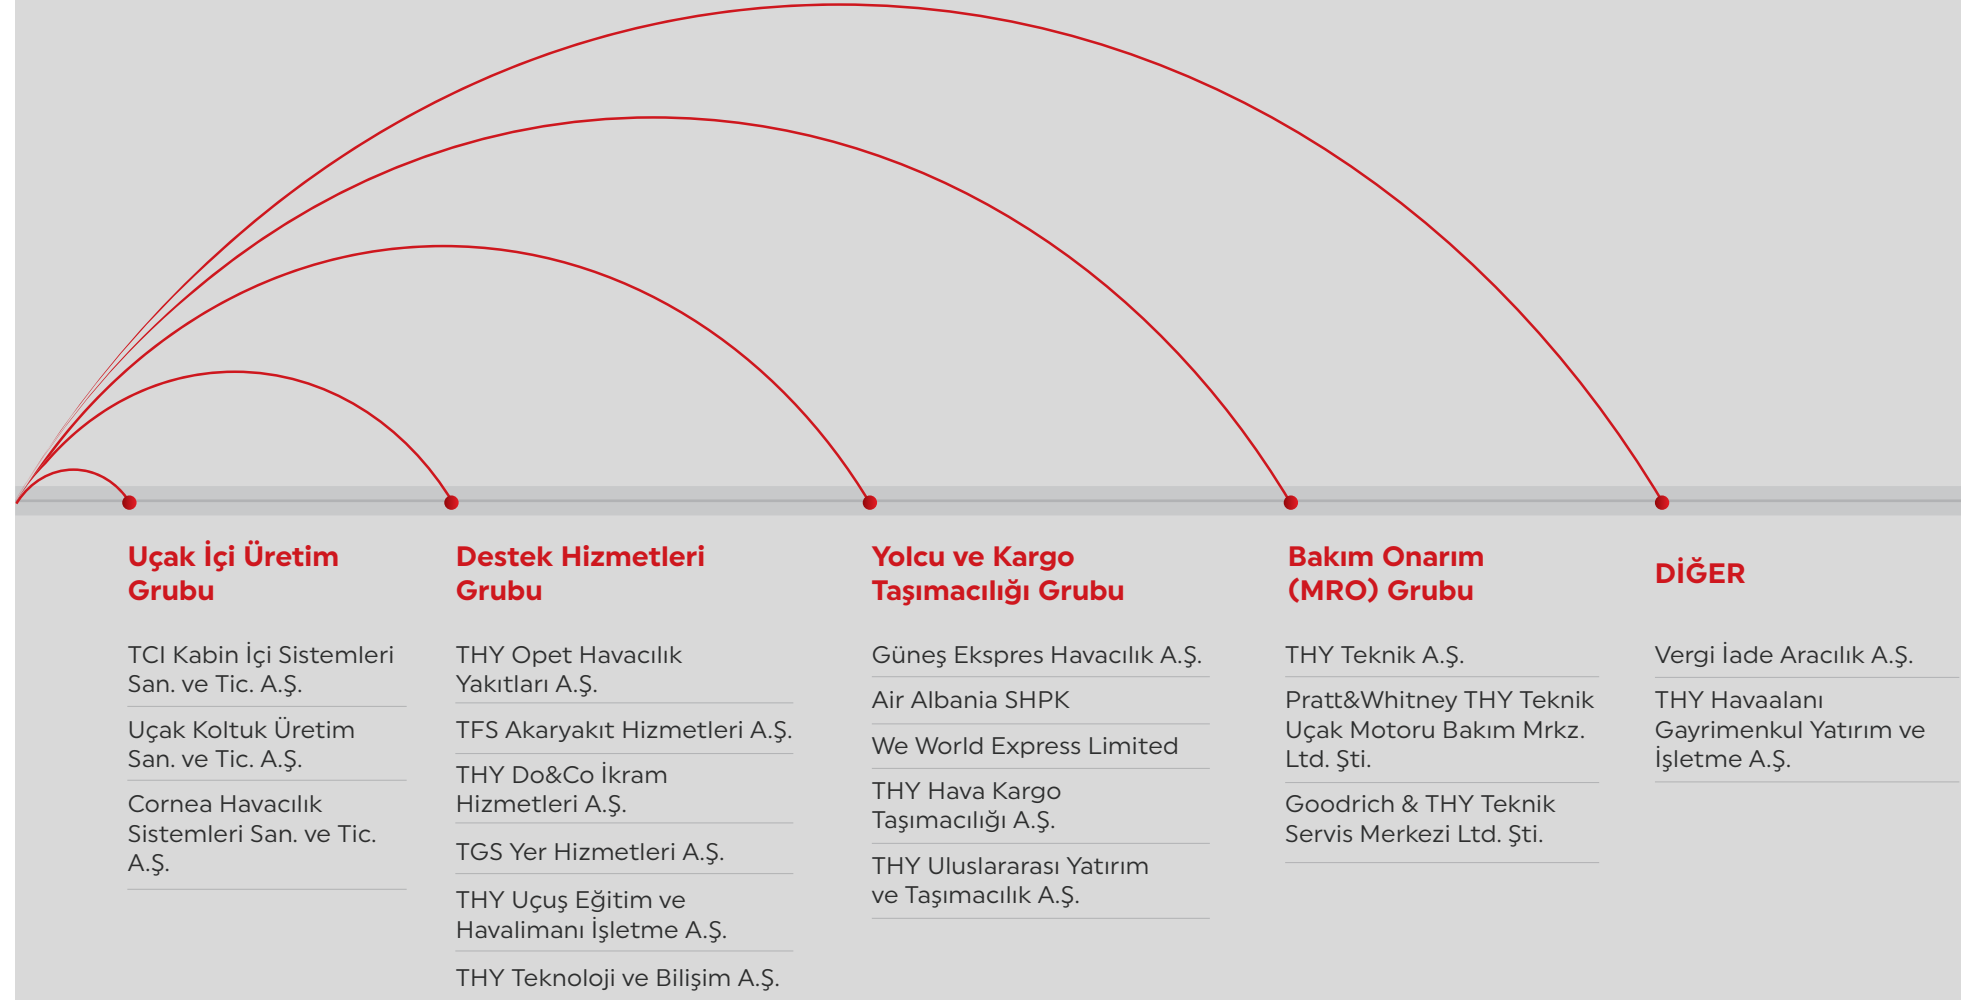 Uçak İçi Üretim
Grubu
TCI Kabin İçi Sistemleri
San. ve Tic. A.Ş.
Uçak Koltuk Üretim
San. ve Tic. A.Ş.
Cornea Havacılık
Sistemleri San. ve Tic.
A.Ş.
Destek Hizmetleri
Grubu
THY Opet Havacılık
Yakıtları A.Ş.
TFS Akaryakıt Hizmetleri A.Ş.
THY Do&Co İkram
Hizmetleri A.Ş.
TGS Yer Hizmetleri A.Ş.
THY Uçuş Eğitim ve
Havalimanı İşletme A.Ş.
THY Teknoloji ve Bilişim A.Ş.
Yolcu ve Kargo
Taşımacılığı Grubu
Güneş Ekspres Havacılık A.Ş.
Air Albania SHPK
We World Express Limited
THY Hava Kargo
Taşımacılığı A.Ş.
THY Uluslararası Yatırım
ve Taşımacılık A.Ş.
Bakım Onarım
(MRO) Grubu
THY Teknik A.Ş.
Pratt&Whitney THY Teknik
Uçak Motoru Bakım Mrkz.
Ltd. Şti.
Goodrich & THY Teknik
Servis Merkezi Ltd. Şti.
DİĞER
Vergi İade Aracılık A.Ş.
THY Havaalanı
Gayrimenkul Yatırım ve
İşletme A.Ş.